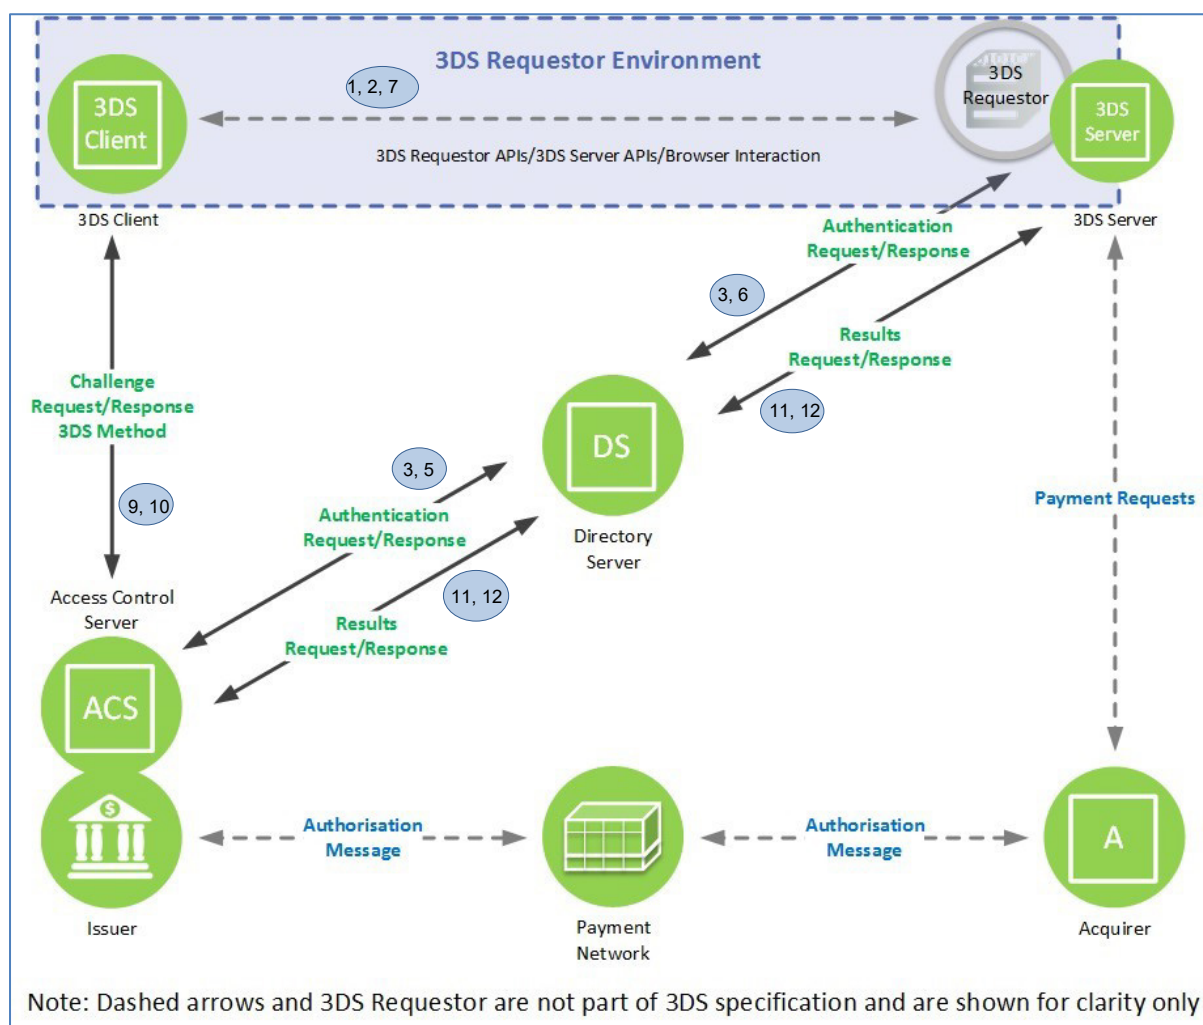 3DS Requestor Environment
1, 2, 7
3DS
Client
3DS
Requestor
3DS
Server
3DS Requestor APIs/3DS Server APIs/Browser Interaction
3DS Client
3DS Server
Authentication
Request/Response
3, 6
Results
Request/Response
11, 12
Challenge
Request/Response
3DS Method
9, 10
DS
Directory
Server
3, 5
Authentication
Request/Response
11, 12
Results
Request/Response
Payment Requests
Access Control
Server
ACS
$
Issuer
Authorisation
Message
Payment
Network
Authorisation
Message
A
Acquirer
Note: Dashed arrows and 3DS Requestor are not part of 3DS specification and are shown for clarity only